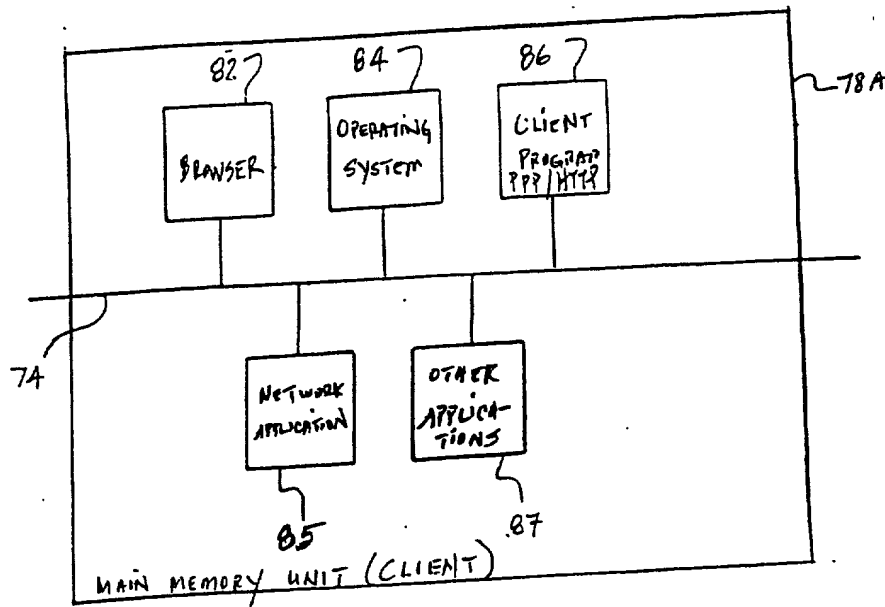 82
84
86
78A
BROWSER
OPERATING
SYSTEM
CLIENT
PROGRAM
PPP/HTTP
74
NETWORK
APPLICATION
OTHER
APPLICA-
TIONS
85
87
MAIN MEMORY UNIT (CLIENT)